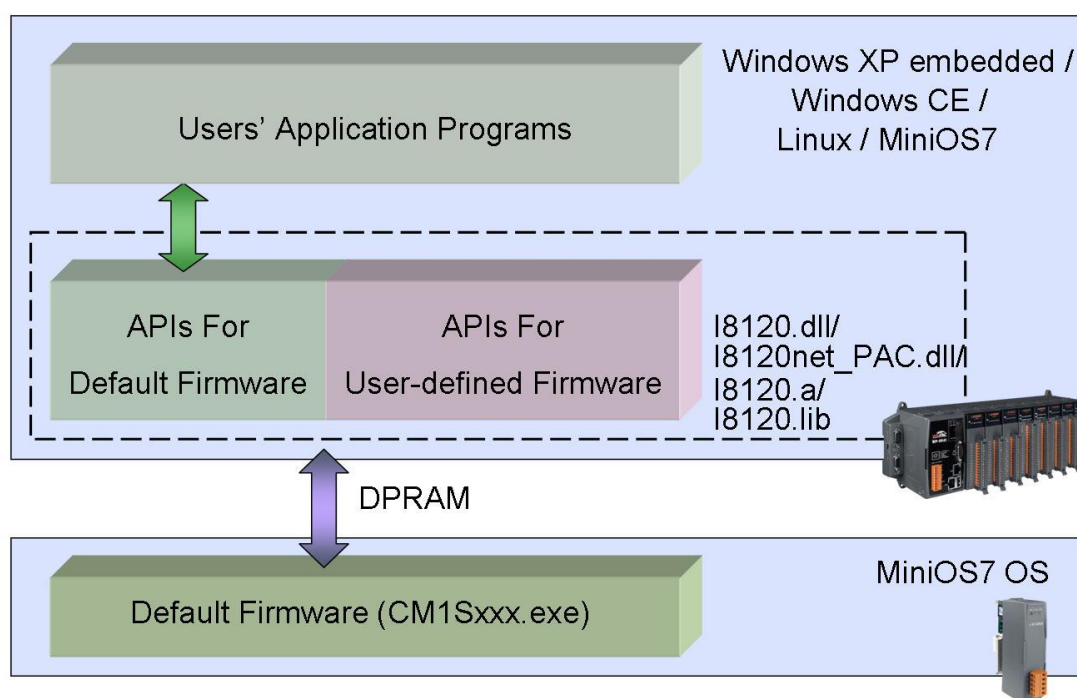 Windows XP embedded /
Windows CE /
Linux / MiniOS7
Users’ Application Programs
APIs For
Default Firmware
APIs For
User-defined Firmware
I8120.dll/
I8120net_PAC.dll/
I8120.a/
I8120.lib
DPRAM
MiniOS7 OS
Default Firmware (CM1Sxxx.exe)